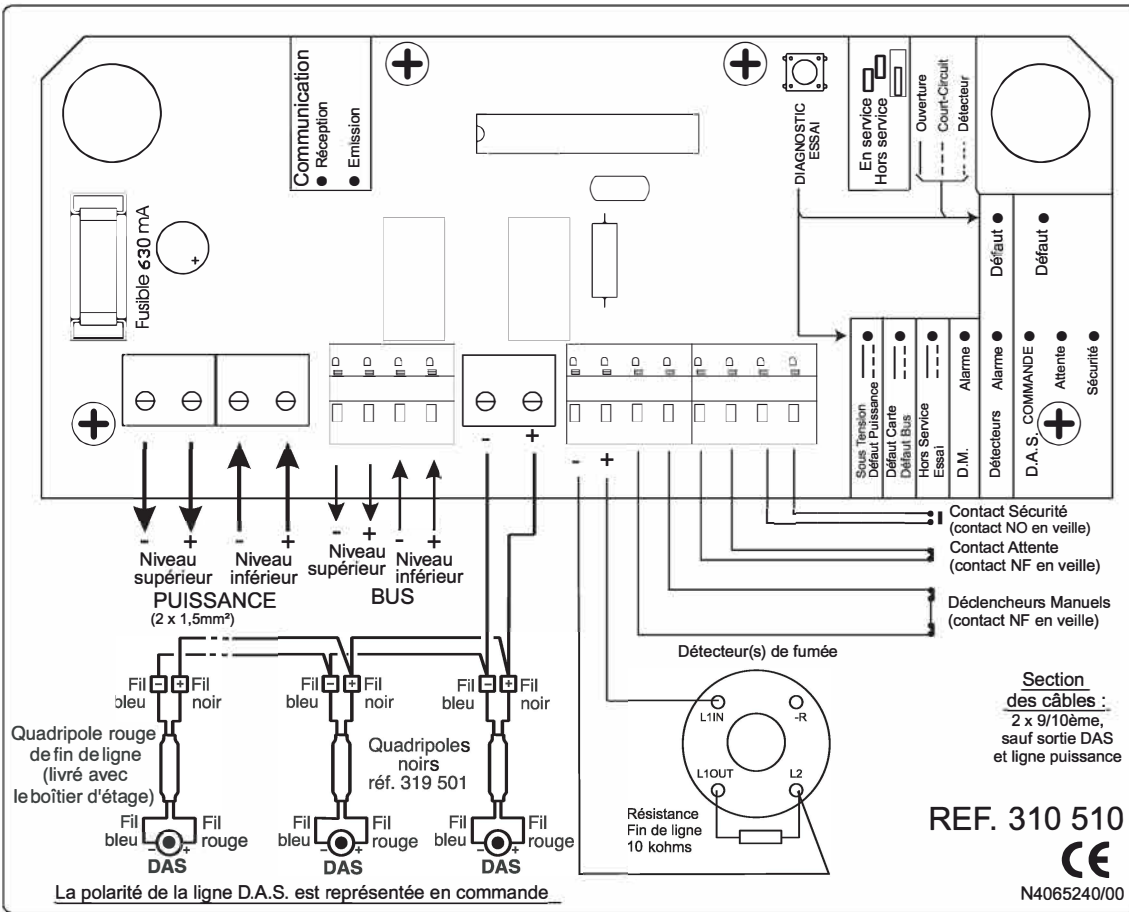 Communication
Réception
Emission
Fusible 630 mA
DIAGNOSTIC
ESSAI
En service
Hors service
Ouverture
Court-Circuit
Détecteur
Défaut
Défaut
Sous Tension
Défaut Puissance
Défaut Carte
Défaut Bus
Hors Service
Essai
D.M. Alarme
Détecteurs Alarme
D.A.S. COMMANDE
Attente
Sécurité
+
- +
- + - +
- + - +
- +
Niveau supérieur
Niveau inférieur
PUISSANCE
(2 x 1,5mm²)
Niveau supérieur
Niveau inférieur
BUS
Contact Sécurité
(contact NO en veille)
Contact Attente
(contact NF en veille)
Déclencheurs Manuels
(contact NF en veille)
Détecteur(s) de fumée
L1IN
-R
L1OUT
L2
Résistance
Fin de ligne
10 kohms
Fil bleu - + Fil noir
Fil bleu - + Fil noir
Fil bleu - + Fil noir
Quadripole rouge
de fin de ligne
(livré avec
le boîtier d'étage)
Quadripoles
noirs
réf. 319 501
Fil bleu - + Fil rouge
DAS
Fil bleu - + Fil rouge
DAS
Fil bleu - + Fil rouge
DAS
La polarité de la ligne D.A.S. est représentée en commande
Section
des câbles :
2 x 9/10ème,
sauf sortie DAS
et ligne puissance
REF. 310 510
CE
N4065240/00